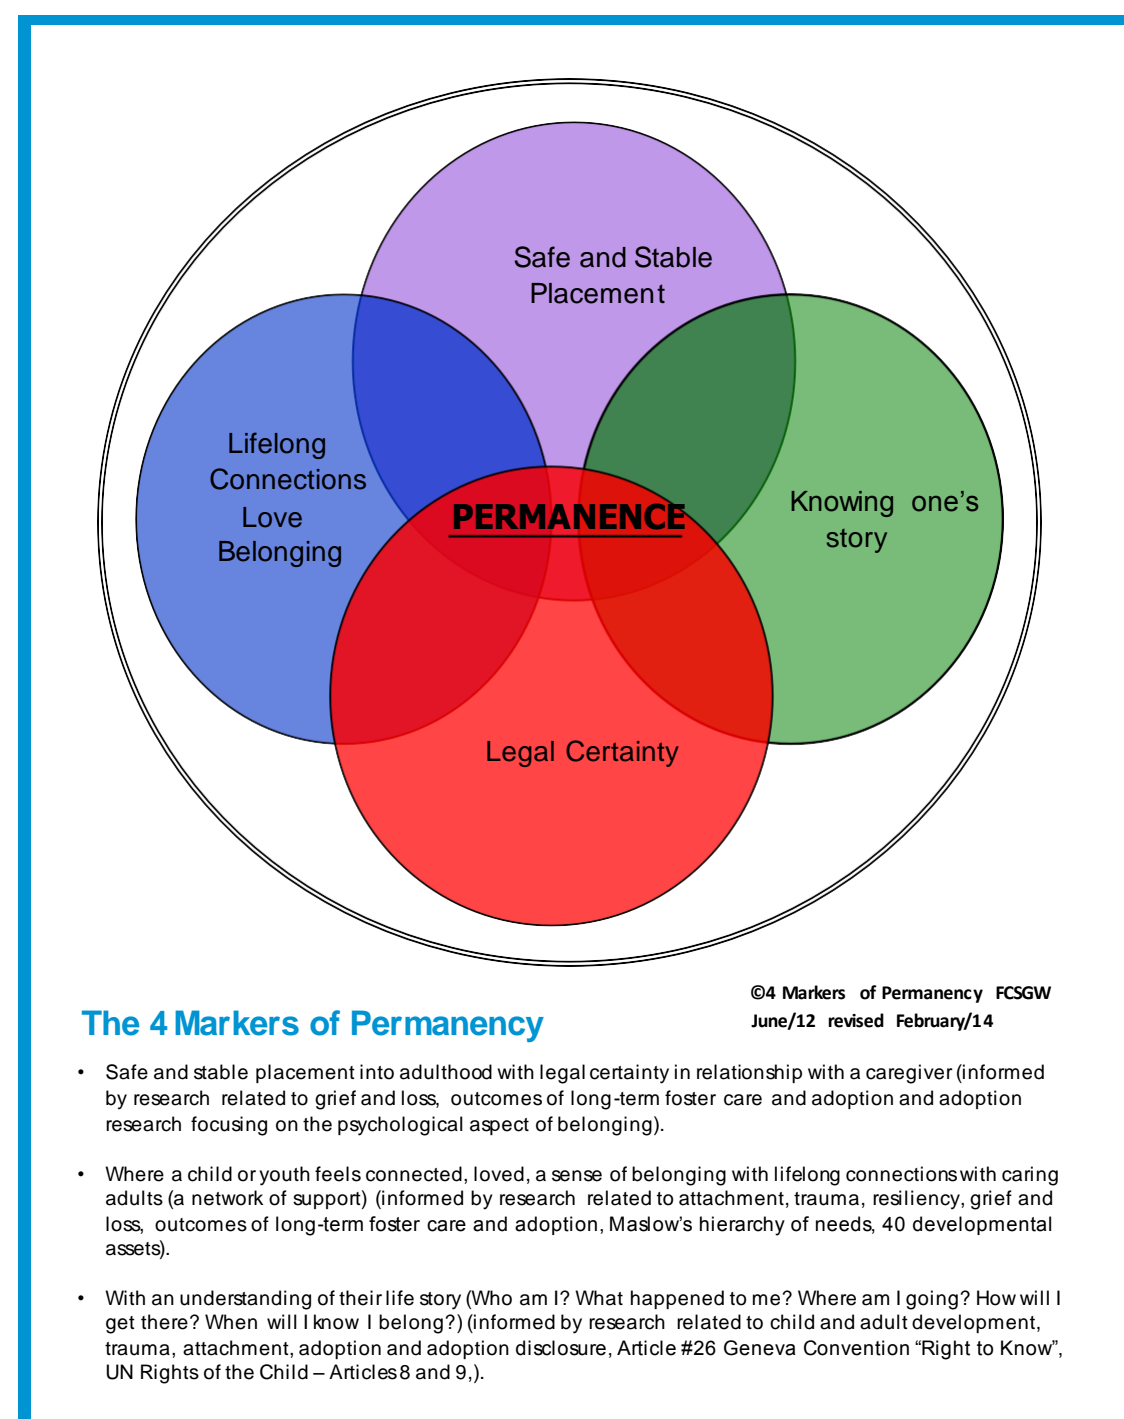 Safe and Stable
Placement
Lifelong
Connections
Love
Belonging
PERMANENCE
Knowing one's
story
Legal Certainty
©4 Markers of Permanency FCSGW
June/12 revised February/14
The 4 Markers of Permanency
• Safe and stable placement into adulthood with legal certainty in relationship with a caregiver (informed
by research related to grief and loss, outcomes of long-term foster care and adoption and adoption
research focusing on the psychological aspect of belonging).
• Where a child or youth feels connected, loved, a sense of belonging with lifelong connections with caring
adults (a network of support) (informed by research related to attachment, trauma, resiliency, grief and
loss, outcomes of long-term foster care and adoption, Maslow's hierarchy of needs, 40 developmental
assets).
• With an understanding of their life story (Who am I? What happened to me? Where am I going? How will I
get there? When will I know I belong?) (informed by research related to child and adult development,
trauma, attachment, adoption and adoption disclosure, Article #26 Geneva Convention “Right to Know”,
UN Rights of the Child – Articles 8 and 9,).